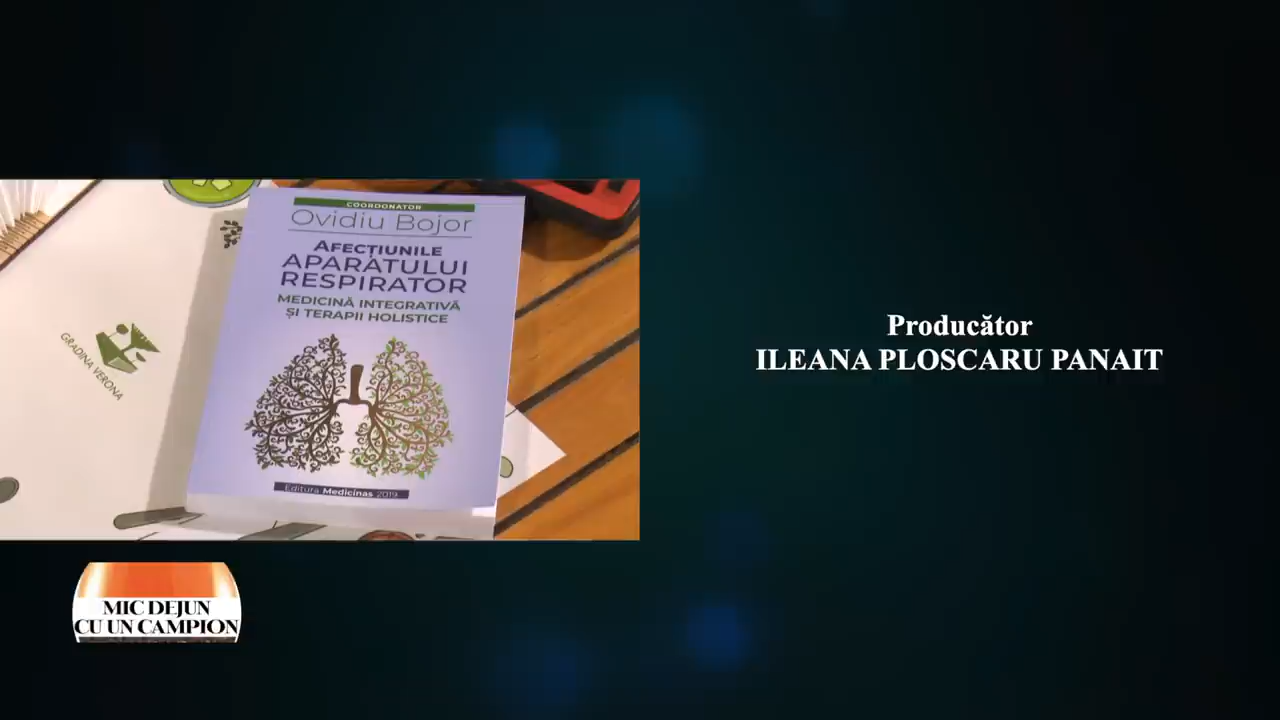 COORDONATOR
Ovidiu Bojor
AFECȚIUNILE
APARATULUI
RESPIRATOR
MEDICINĂ INTEGRATIVĂ
ȘI TERAPII HOLISTICE
Editura Medicinas 2019
GRADINA VERONA
Producător
ILEANA PLOSCARU PANAIT
MIC DEJUN
CU UN CAMPION